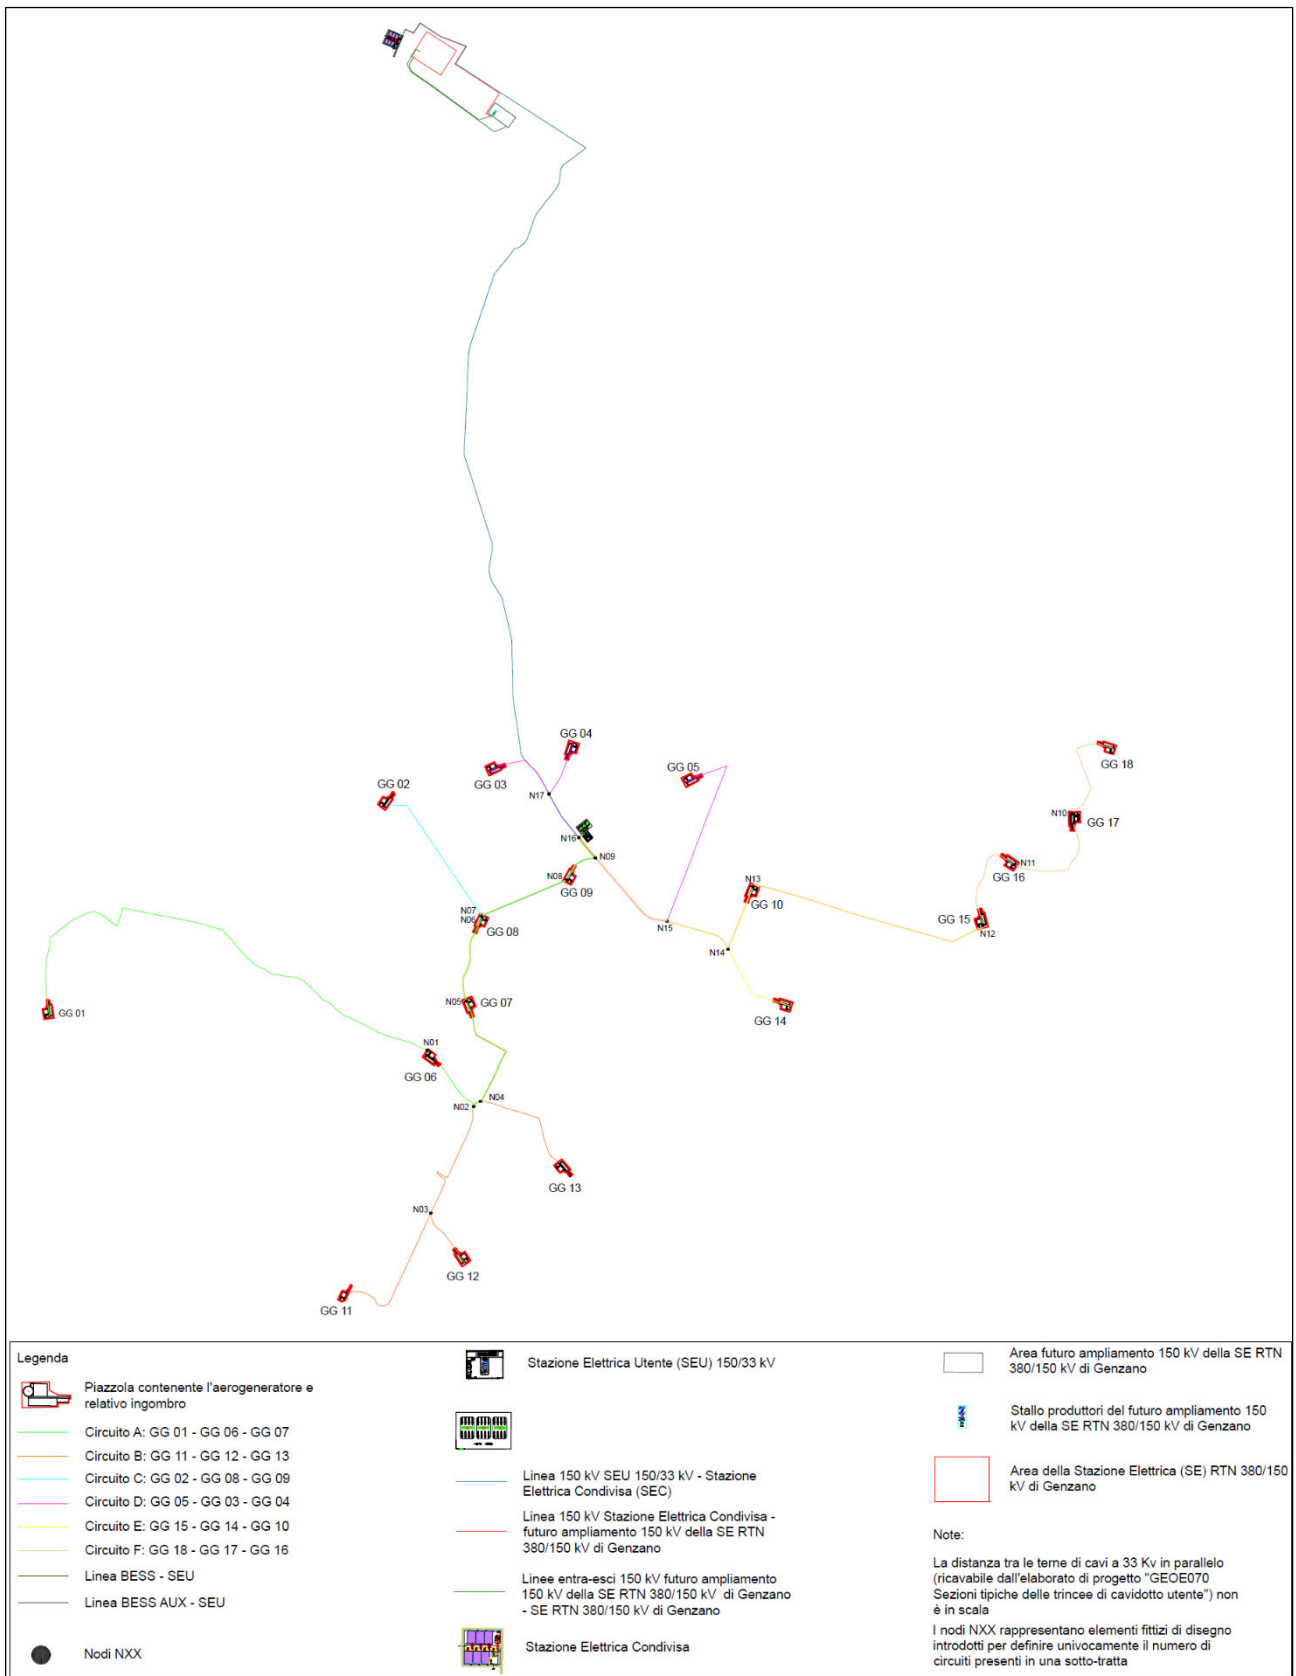 GG 04
GG 03
GG 05
GG 18
GG 02
N17
N10
GG 17
N16
N09
N11
GG 16
N08
GG 09
N13
GG 10
N07
N06
GG 08
GG 15
N12
N15
N14
N05
GG 07
GG 14
GG 01
N01
GG 06
N02
N04
GG 13
N03
GG 12
GG 11
Legenda
Piazzola contenente l'aerogeneratore e
relativo ingombro
Circuito A: GG 01 - GG 06 - GG 07
Circuito B: GG 11 - GG 12 - GG 13
Circuito C: GG 02 - GG 08 - GG 09
Circuito D: GG 05 - GG 03 - GG 04
Circuito E: GG 15 - GG 14 - GG 10
Circuito F: GG 18 - GG 17 - GG 16
Linea BESS - SEU
Linea BESS AUX - SEU
Nodi NXX
Stazione Elettrica Utente (SEU) 150/33 kV
Linea 150 kV SEU 150/33 kV - Stazione
Elettrica Condivisa (SEC)
Linea 150 kV Stazione Elettrica Condivisa -
futuro ampliamento 150 kV della SE RTN
380/150 kV di Genzano
Linee entra-esci 150 kV futuro ampliamento
150 kV della SE RTN 380/150 kV di Genzano
- SE RTN 380/150 kV di Genzano
Stazione Elettrica Condivisa
Area futuro ampliamento 150 kV della SE RTN
380/150 kV di Genzano
Stallo produttori del futuro ampliamento 150
kV della SE RTN 380/150 kV di Genzano
Area della Stazione Elettrica (SE) RTN 380/150
kV di Genzano
Note:
La distanza tra le terne di cavi a 33 Kv in parallelo
(ricavabile dall'elaborato di progetto "GEOE070
Sezioni tipiche delle trincee di cavidotto utente") non
è in scala
I nodi NXX rappresentano elementi fittizi di disegno
introdotti per definire univocamente il numero di
circuiti presenti in una sotto-tratta